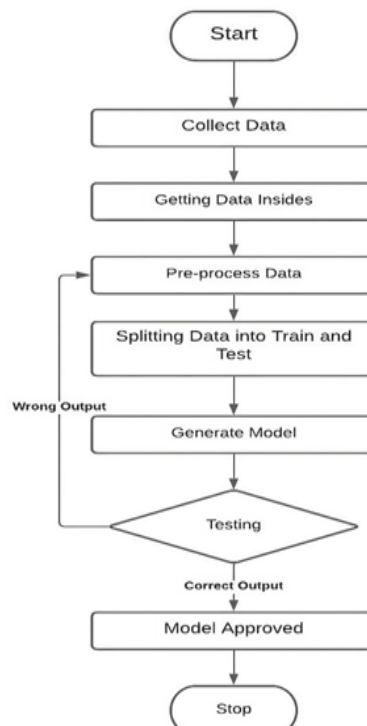 Start
Collect Data
Getting Data Insides
Pre-process Data
Splitting Data into Train and
Test
Wrong Output
Generate Model
Testing
Correct Output
Model Approved
Stop